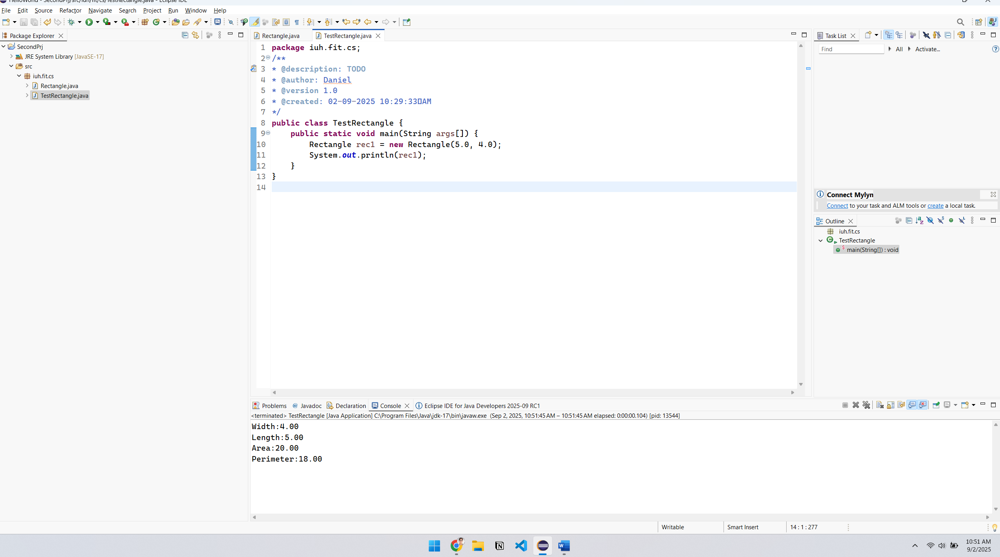 HelloWorld - SecondPrj/src/iuh/fit/cs/TestRectangle.java - Eclipse IDE
File Edit Source Refactor Navigate Search Project Run Window Help
Package Explorer
SecondPrj
JRE System Library [JavaSE-17]
src
iuh.fit.cs
Rectangle.java
TestRectangle.java
Rectangle.java TestRectangle.java
1 package iuh.fit.cs;
2 /**
3 * @description: TODO
4 * @author: Daniel
5 * @version 1.0
6 * @created: 02-09-2025 10:29:33 AM
7 */
8 public class TestRectangle {
9 public static void main(String args[]) {
10 Rectangle rec1 = new Rectangle(5.0, 4.0);
11 System.out.println(rec1);
12 }
13 }
14
Task List
Find All Activate...
Connect Mylyn
Connect to your task and ALM tools or create a local task.
Outline
iuh.fit.cs
TestRectangle
main(String[]) : void
Problems Javadoc Declaration Console Eclipse IDE for Java Developers 2025-09 RC1
<terminated> TestRectangle [Java Application] C:\Program Files\Java\jdk-17\bin\javaw.exe (Sep 2, 2025, 10:51:45 AM – 10:51:45 AM elapsed: 0:00:00.104) [pid: 13544]
Width:4.00
Length:5.00
Area:20.00
Perimeter:18.00
Writable Smart Insert 14 : 1 : 277
10:51 AM
9/2/2025